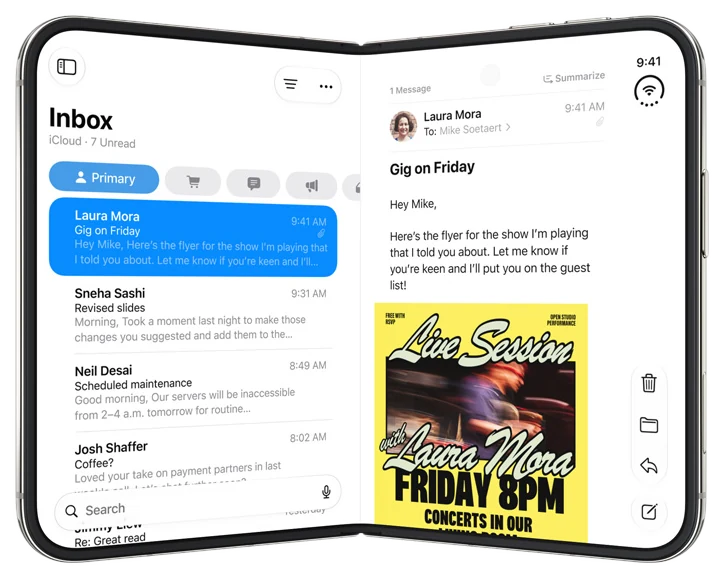 Inbox
iCloud · 7 Unread
Primary
Laura Mora 9:41 AM
Gig on Friday
Hey Mike, Here's the flyer for the show I'm playing that
I told you about. Let me know if you're keen and I'll...
Sneha Sashi 9:31 AM
Revised slides
Morning, Took a moment last night to make those
changes you suggested and add them to the...
Neil Desai 8:49 AM
Scheduled maintenance
Good morning, Our servers will be inaccessible
from 2–4 a.m. tomorrow for routine...
Josh Shaffer 8:02 AM
Coffee?
Loved your take on payment partners in last
Search
Yesterday
Re: Great read
9:41
1 Message
Summarize
Laura Mora 9:41 AM
To: Mike Soetaert
Gig on Friday
Hey Mike,
Here's the flyer for the show I'm playing
that I told you about. Let me know if
you're keen and I'll put you on the guest
list!
FREE WITH
RSVP
OPEN STUDIO
PERFORMANCE
Live Session
with
Laura Mora
FRIDAY 8PM
CONCERTS IN OUR